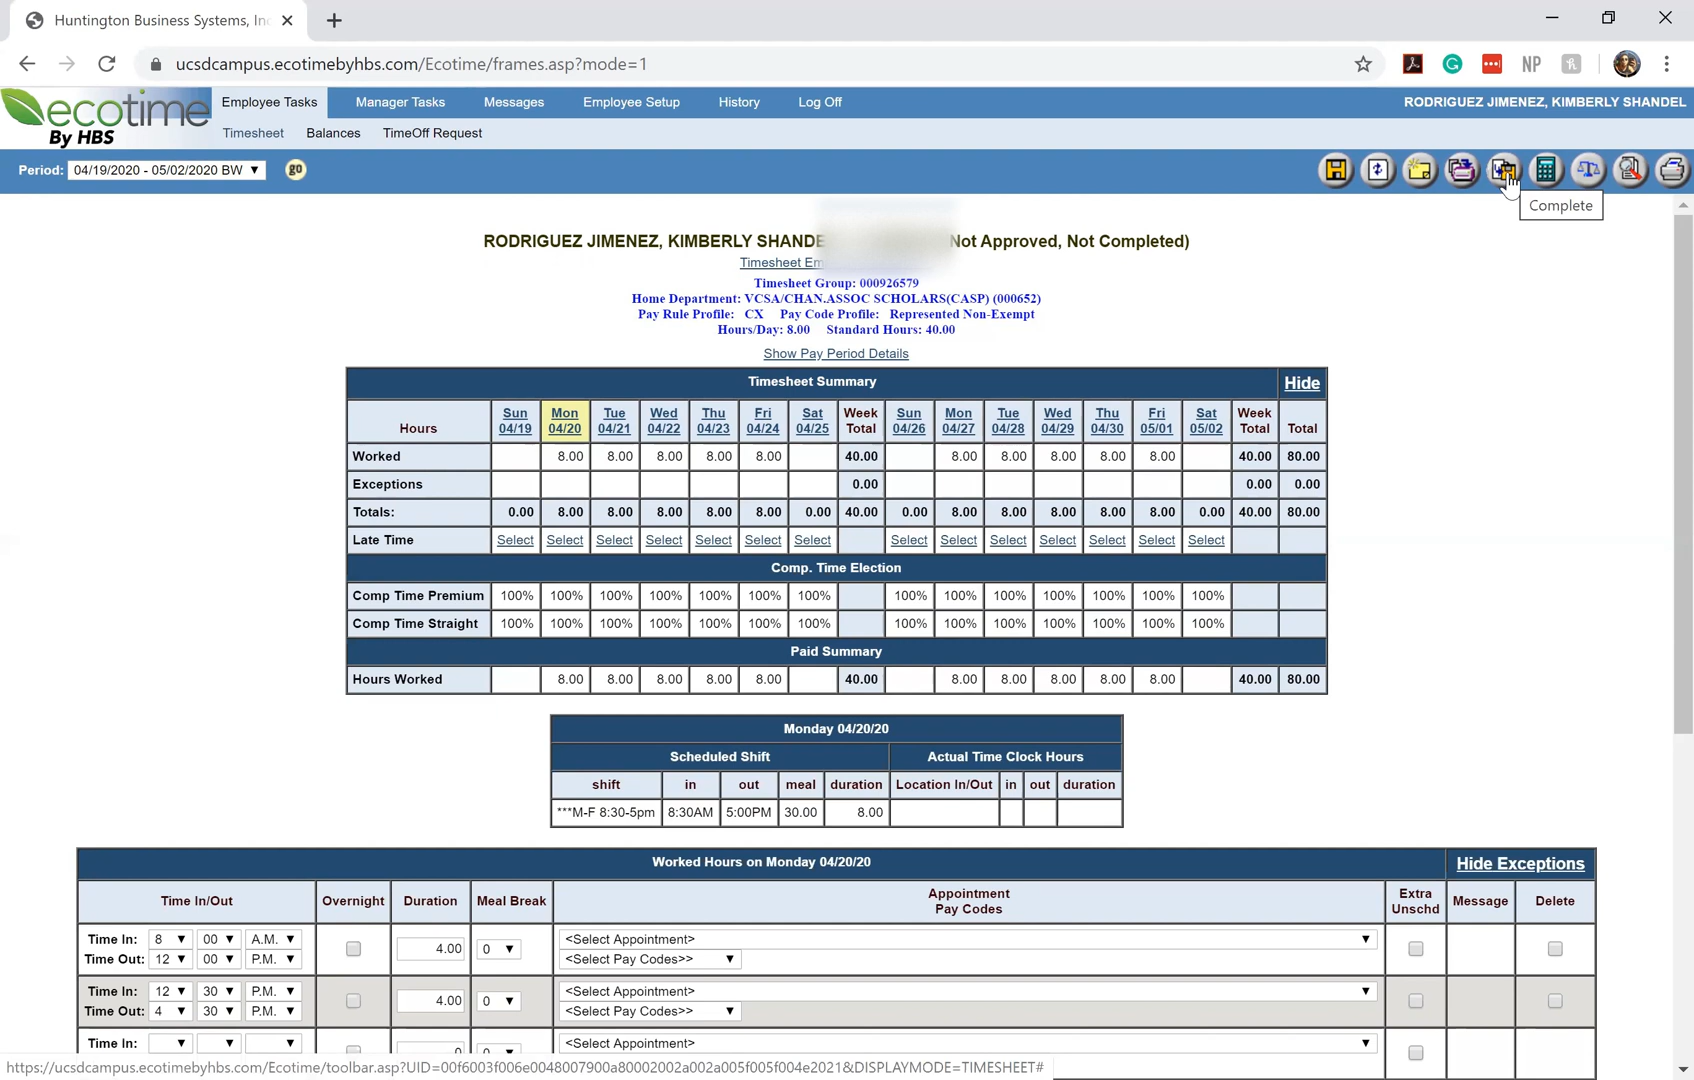 Huntington Business Systems, In
ucsdcampus.ecotimebyhbs.com/Ecotime/frames.asp?mode=1
NP
ecotime
By HBS
Employee Tasks Manager Tasks Messages Employee Setup History Log Off
RODRIGUEZ JIMENEZ, KIMBERLY SHANDEL
Timesheet Balances TimeOff Request
Period: 04/19/2020 - 05/02/2020 BW go
Complete
RODRIGUEZ JIMENEZ, KIMBERLY SHANDE Not Approved, Not Completed)
Timesheet Em
Timesheet Group: 000926579
Home Department: VCSA/CHAN.ASSOC SCHOLARS(CASP) (000652)
Pay Rule Profile: CX Pay Code Profile: Represented Non-Exempt
Hours/Day: 8.00 Standard Hours: 40.00
Show Pay Period Details
Timesheet Summary Hide
Hours Sun 04/19 Mon 04/20 Tue 04/21 Wed 04/22 Thu 04/23 Fri 04/24 Sat 04/25 Week Total Sun 04/26 Mon 04/27 Tue 04/28 Wed 04/29 Thu 04/30 Fri 05/01 Sat 05/02 Week Total Total
Worked 8.00 8.00 8.00 8.00 8.00 40.00 8.00 8.00 8.00 8.00 8.00 40.00 80.00
Exceptions 0.00 0.00 0.00
Totals: 0.00 8.00 8.00 8.00 8.00 8.00 0.00 40.00 0.00 8.00 8.00 8.00 8.00 8.00 0.00 40.00 80.00
Late Time Select Select Select Select Select Select Select Select Select Select Select Select Select Select
Comp. Time Election
Comp Time Premium 100% 100% 100% 100% 100% 100% 100% 100% 100% 100% 100% 100% 100% 100%
Comp Time Straight 100% 100% 100% 100% 100% 100% 100% 100% 100% 100% 100% 100% 100% 100%
Paid Summary
Hours Worked 8.00 8.00 8.00 8.00 8.00 40.00 8.00 8.00 8.00 8.00 8.00 40.00 80.00
Monday 04/20/20
Scheduled Shift Actual Time Clock Hours
shift in out meal duration Location In/Out in out duration
***M-F 8:30-5pm 8:30AM 5:00PM 30.00 8.00
Worked Hours on Monday 04/20/20 Hide Exceptions
Time In/Out Overnight Duration Meal Break Appointment Pay Codes Extra Unschd Message Delete
Time In: 8 00 A.M. 4.00 0 <Select Appointment>
Time Out: 12 00 P.M. <Select Pay Codes>>
Time In: 12 30 P.M. 4.00 0 <Select Appointment>
Time Out: 4 30 P.M. <Select Pay Codes>>
Time In: 0 0 <Select Appointment>
https://ucsdcampus.ecotimebyhbs.com/Ecotime/toolbar.asp?UID=00f6003f006e0048007900a80002002a002a005f005f004e2021&DISPLAYMODE=TIMESHEET#